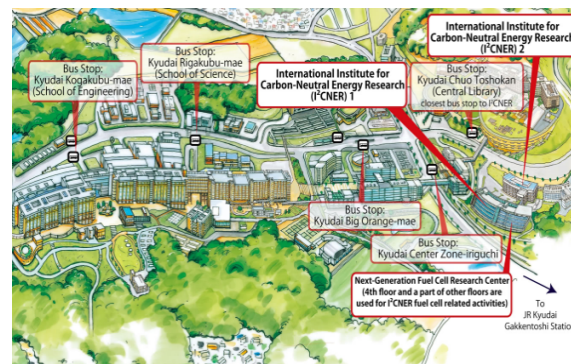 International Institute for
Carbon-Neutral Energy Research
(I²CNER) 2
Bus Stop:
Kyudai Rigakubu-mae
(School of Science)
Bus Stop:
Kyudai Kogakubu-mae
(School of Engineering)
International Institute for
Carbon-Neutral Energy Research
(I²CNER) 1
Bus Stop:
Kyudai Chuo Toshokan
(Central Library)
closest bus stop to I²CNER
Bus Stop:
Kyudai Big Orange-mae
Bus Stop:
Kyudai Center Zone-iriguchi
Next-Generation Fuel Cell Research Center
(4th floor and a part of other floors are
used for I²CNER fuel cell related activities)
To
JR Kyudai
Gakkentoshi Statio